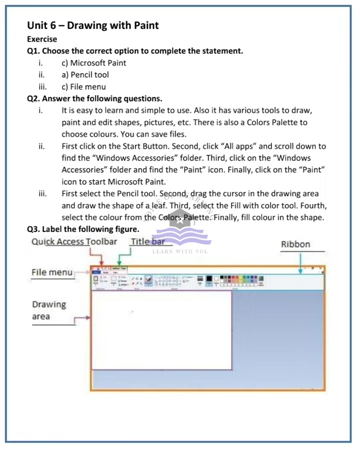 Unit 6 – Drawing with Paint
Exercise
Q1. Choose the correct option to complete the statement.
i. c) Microsoft Paint
ii. a) Pencil tool
iii. c) File menu
Q2. Answer the following questions.
i. It is easy to learn and simple to use. Also it has various tools to draw,
paint and edit shapes, pictures, etc. There is also a Colors Palette to
choose colours. You can save files.
ii. First click on the Start Button. Second, click “All apps” and scroll down to
find the “Windows Accessories” folder. Third, click on the “Windows
Accessories” folder and find the “Paint” icon. Finally, click on the “Paint”
icon to start Microsoft Paint.
iii. First select the Pencil tool. Second, drag the cursor in the drawing area
and draw the shape of a leaf. Third, select the Fill with color tool. Fourth,
select the colour from the Colors Palette. Finally, fill colour in the shape.
Q3. Label the following figure.
Quick Access Toolbar Title bar Ribbon
LEARN WITH YOU
File menu
Drawing
area